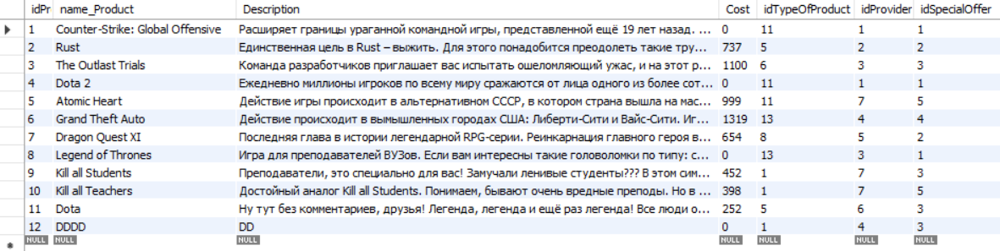 idPr name_Product Description Cost idTypeOfProduct idProvider idSpecialOffer
1 Counter-Strike: Global Offensive Расширяет границы ураганной командной игры, представленной ещё 19 лет назад. ... 0 11 1 1
2 Rust Единственная цель в Rust – выжить. Для этого понадобится преодолеть такие тру... 737 5 2 2
3 The Outlast Trials Команда разработчиков приглашает вас испытать ошеломляющий ужас, и на этот р... 1100 6 3 3
4 Dota 2 Ежедневно миллионы игроков по всему миру сражаются от лица одного из более сот... 0 11 1 1
5 Atomic Heart Действие игры происходит в альтернативном СССР, в котором страна вышла на мас... 999 11 7 5
6 Grand Theft Auto Действие происходит в вымышленных городах США: Либерти-Сити и Вайс-Сити. Иг... 1319 13 4 4
7 Dragon Quest XI Последняя глава в истории легендарной RPG-серии. Реинкарнация главного героя в... 654 8 5 2
8 Legend of Thrones Игра для преподавателей ВУЗов. Если вам интересны такие головоломки по типу: с... 0 13 3 1
9 Kill all Students Преподаватели, это специально для вас! Замучали ленивые студенты??? В этом сим... 452 1 7 3
10 Kill all Teachers Достойный аналог Kill all Students. Понимаем, бывают очень вредные преподы. Но в ... 398 1 7 5
11 Dota Ну тут без комментариев, друзья! Легенда, легенда и ещё раз легенда! Все люди о... 252 5 6 3
12 DDDD DD 0 1 4 3
NULL NULL NULL NULL NULL NULL NULL